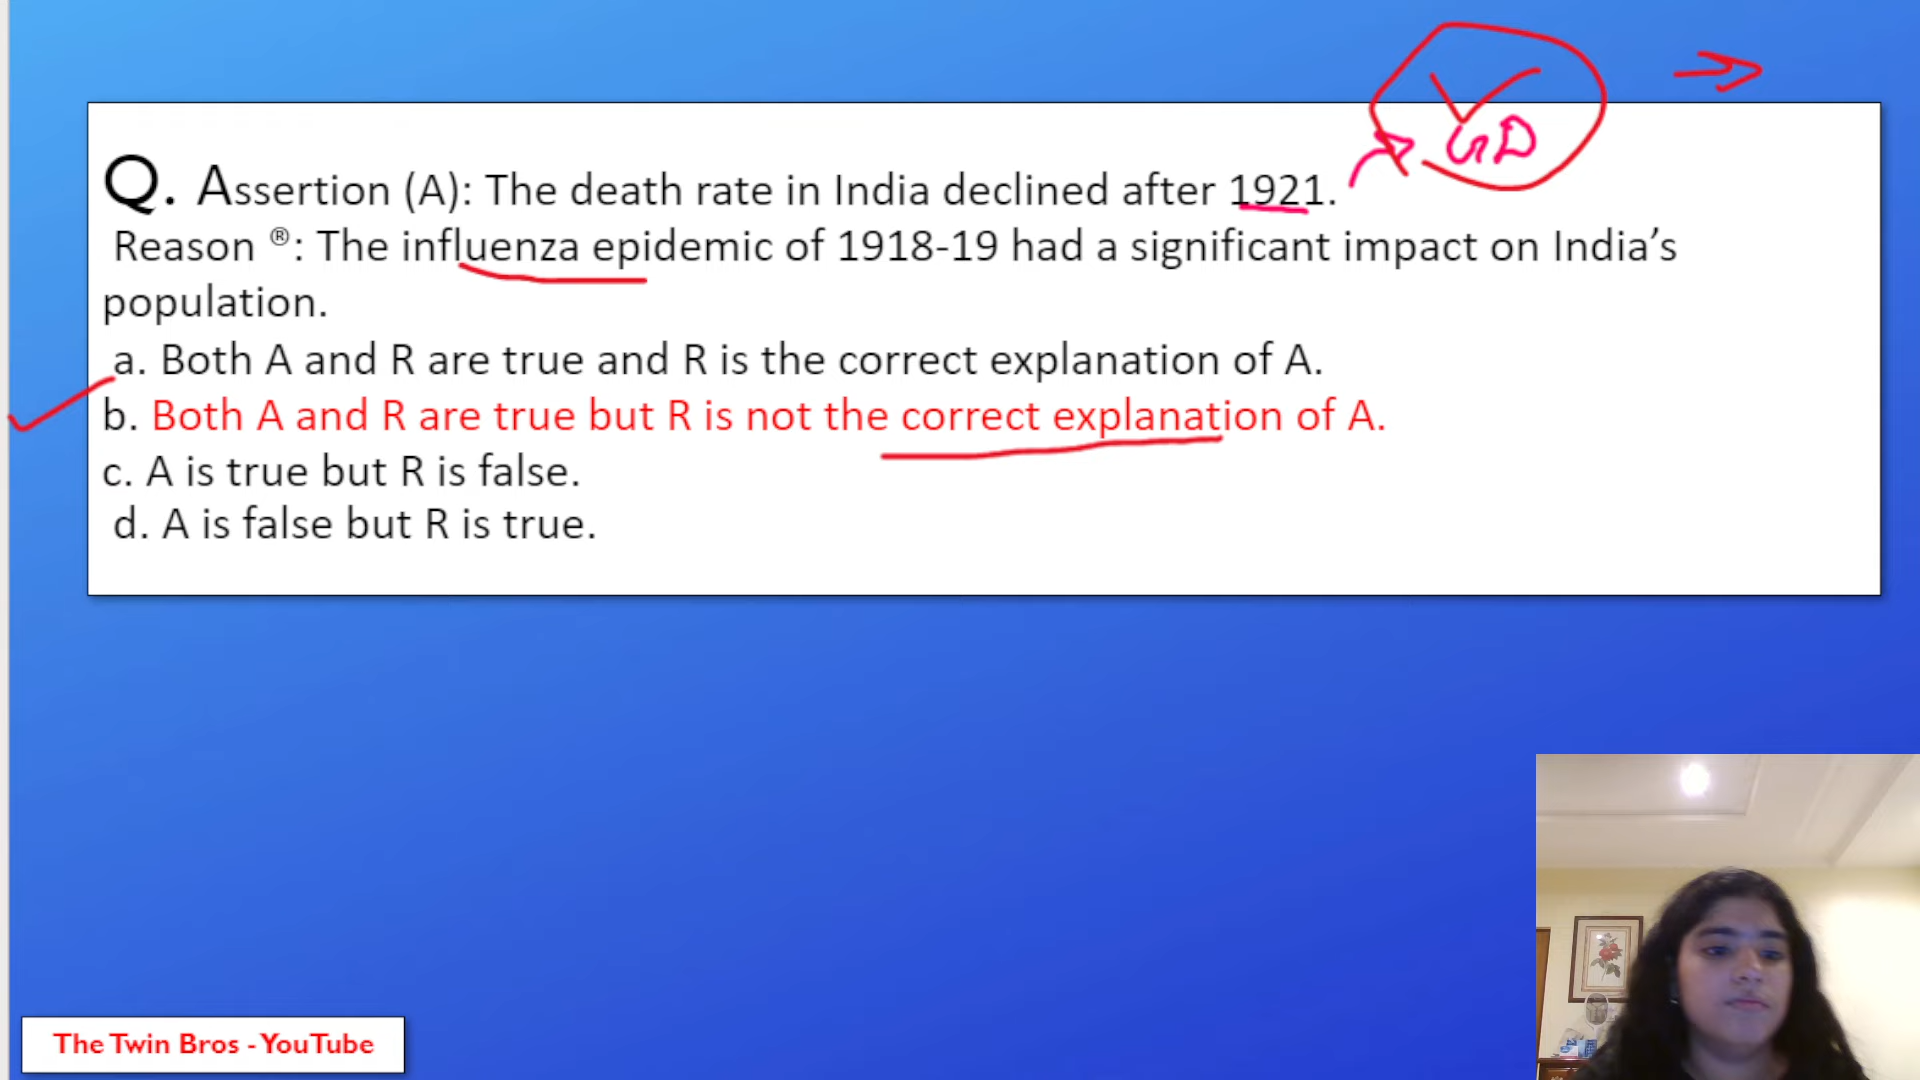 GD
Q. Assertion (A): The death rate in India declined after 1921.
Reason ®: The influenza epidemic of 1918-19 had a significant impact on India’s
population.
a. Both A and R are true and R is the correct explanation of A.
b. Both A and R are true but R is not the correct explanation of A.
c. A is true but R is false.
d. A is false but R is true.
The Twin Bros - YouTube